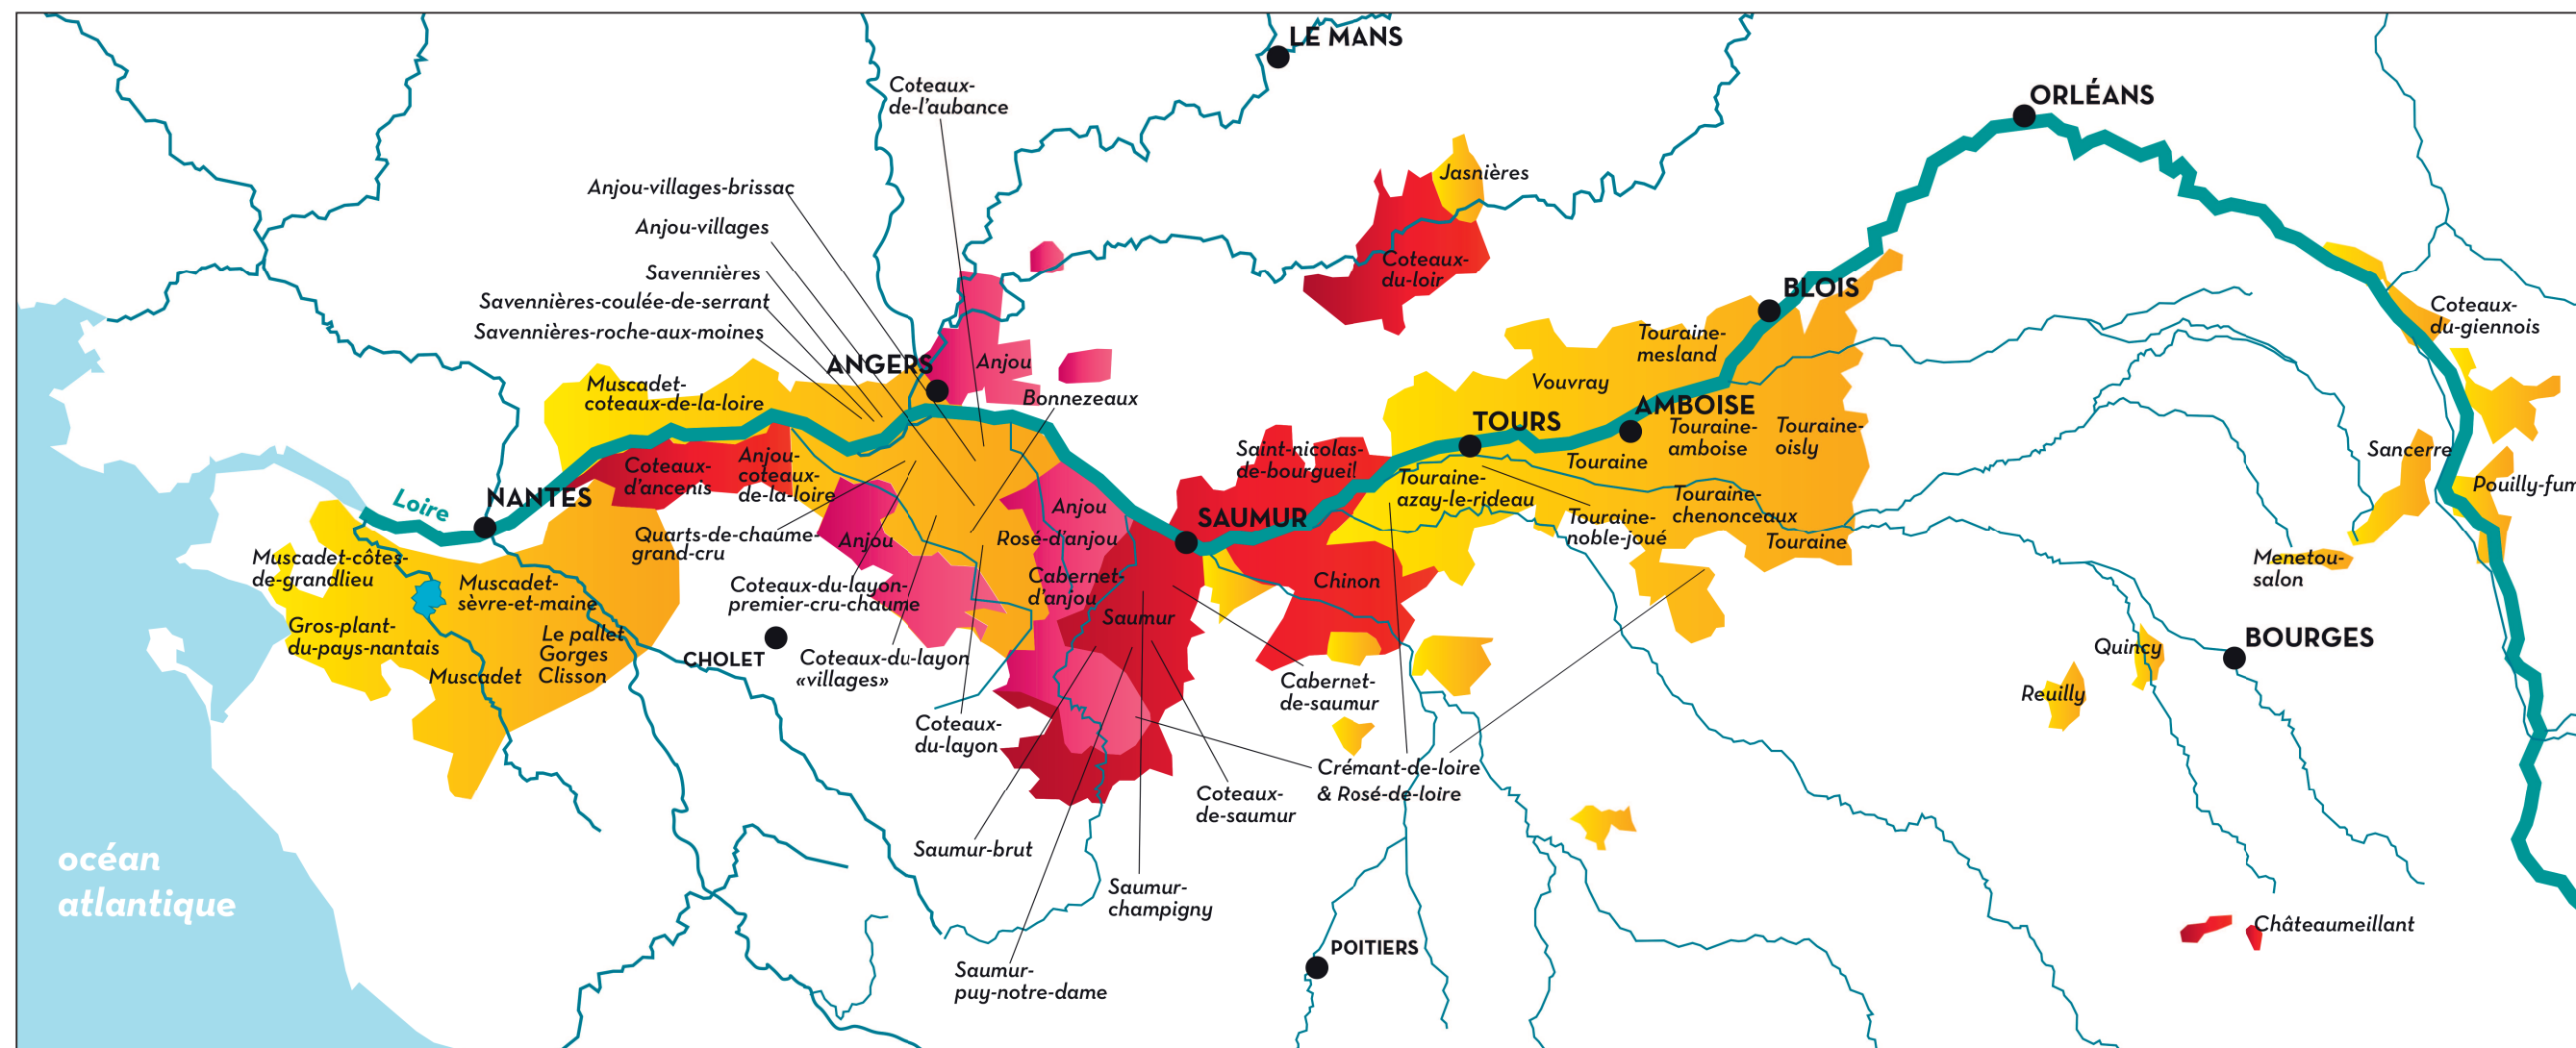 LE MANS
ORLÉANS
Coteaux-
de-l'aubance
Jasnières
Anjou-villages-brissac
Anjou-villages
Savennières
Savennières-coulée-de-serrant
Savennières-roche-aux-moines
Coteaux-
du-loir
BLOIS
Coteaux-
du-giennois
Touraine-
mesland
ANGERS
Anjou
Bonnezeaux
Muscadet-
coteaux-de-la-loire
Vouvray
AMBOISE
TOURS
Touraine-
amboise
Touraine-
oisly
Saint-nicolas-
de-bourgueil
Touraine
Sancerre
Coteaux-
d'ancenis
Anjou-
coteaux-
de-la-loire
Touraine-
azay-le-rideau
Pouilly-fum
Loire
NANTES
Anjou
SAUMUR
Touraine-
chenonceaux
Touraine-
noble-joué
Touraine
Quarts-de-chaume-
grand-cru
Anjou
Rosé-d'anjou
Muscadet-côtes-
de-grandlieu
Muscadet-
sèvre-et-maine
Coteaux-du-layon-
premier-cru-chaume
Cabernet-
d'anjou
Chinon
Menetou-
salon
Saumur
Gros-plant-
du-pays-nantais
Le pallet
Gorges
Clisson
Muscadet
CHOLET
Coteaux-du-layon
«villages»
BOURGES
Quincy
Reuilly
Cabernet-
de-saumur
Coteaux-
du-layon
Crémant-de-loire
& Rosé-de-loire
Coteaux-
de-saumur
Saumur-brut
océan
atlantique
Saumur-
champigny
Châteaumeillant
POITIERS
Saumur-
puy-notre-dame